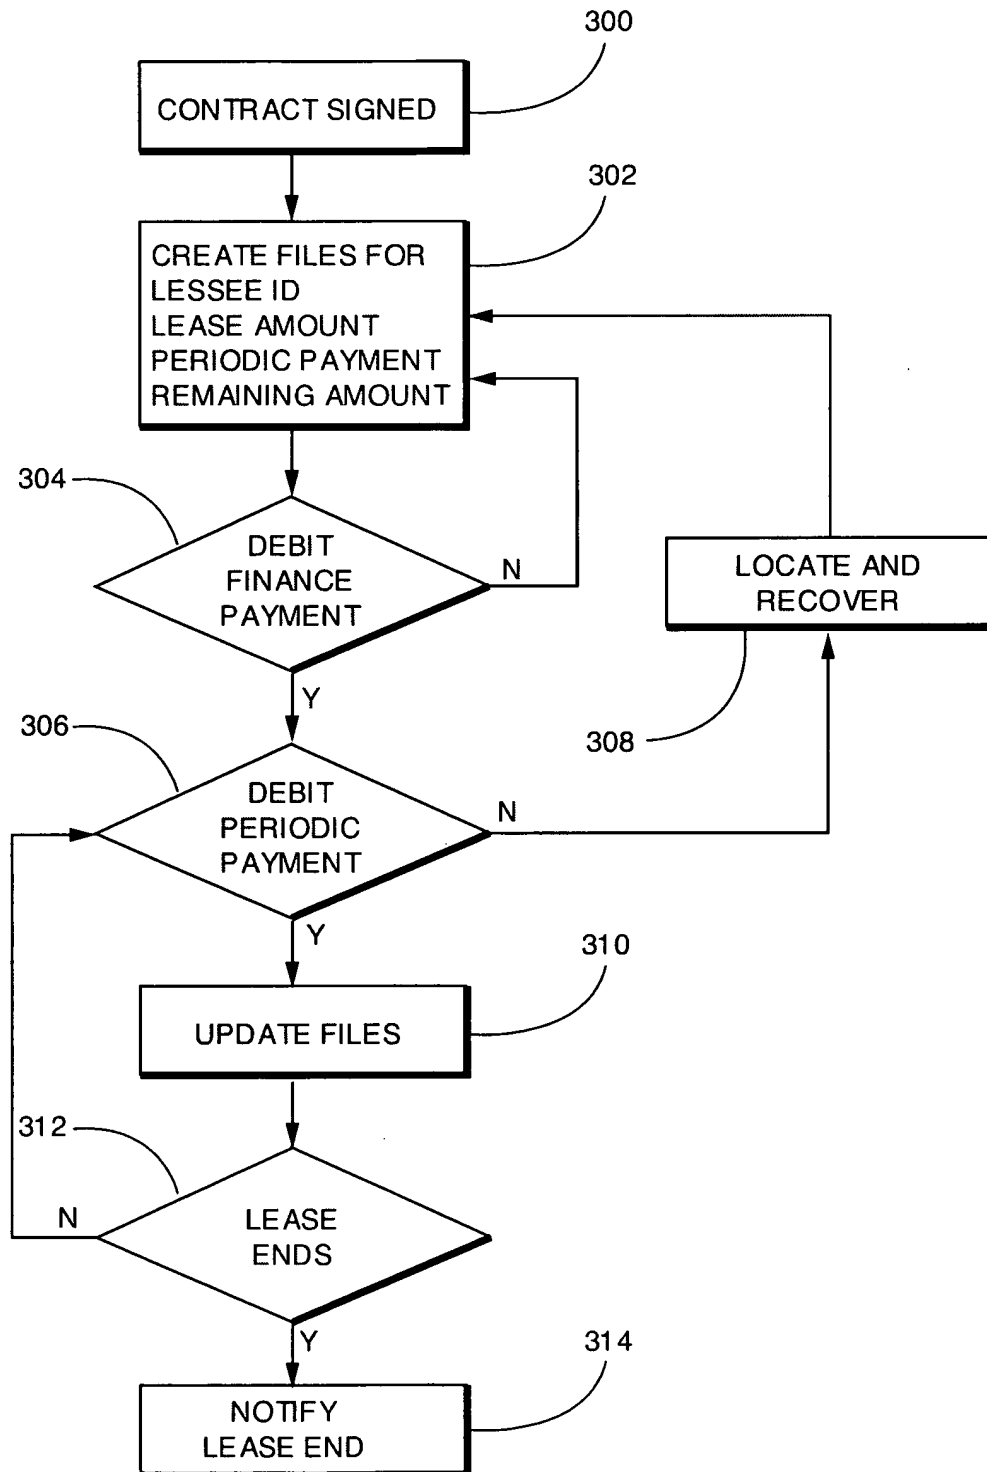 300
CONTRACT SIGNED
302
CREATE FILES FOR
LESSEE ID
LEASE AMOUNT
PERIODIC PAYMENT
REMAINING AMOUNT
304
DEBIT
FINANCE
PAYMENT
N
LOCATE AND
RECOVER
Y
306
308
DEBIT
PERIODIC
PAYMENT
N
Y
310
UPDATE FILES
312
N
LEASE
ENDS
Y
314
NOTIFY
LEASE END